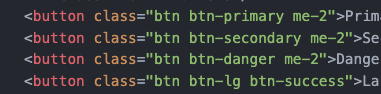 <button class="btn btn-primary me-2">Prim
<button class="btn btn-secondary me-2">Se
<button class="btn btn-danger me-2">Dange
<button class="btn btn-lg btn-success">La